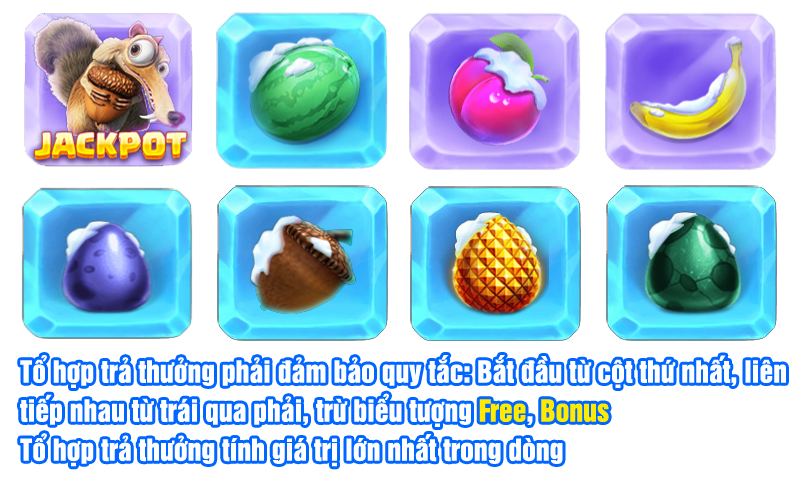 JACKPOT
Tổ hợp trả thưởng phải đảm bảo quy tắc: Bắt đầu từ cột thứ nhất, liên
tiếp nhau từ trái qua phải, trừ biểu tượng Free, Bonus
Tổ hợp trả thưởng tính giá trị lớn nhất trong dòng